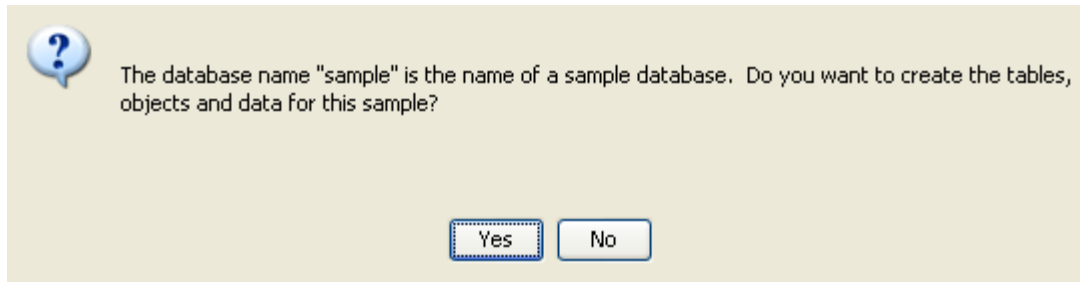 The database name "sample" is the name of a sample database.  Do you want to create the tables,
objects and data for this sample?
Yes No